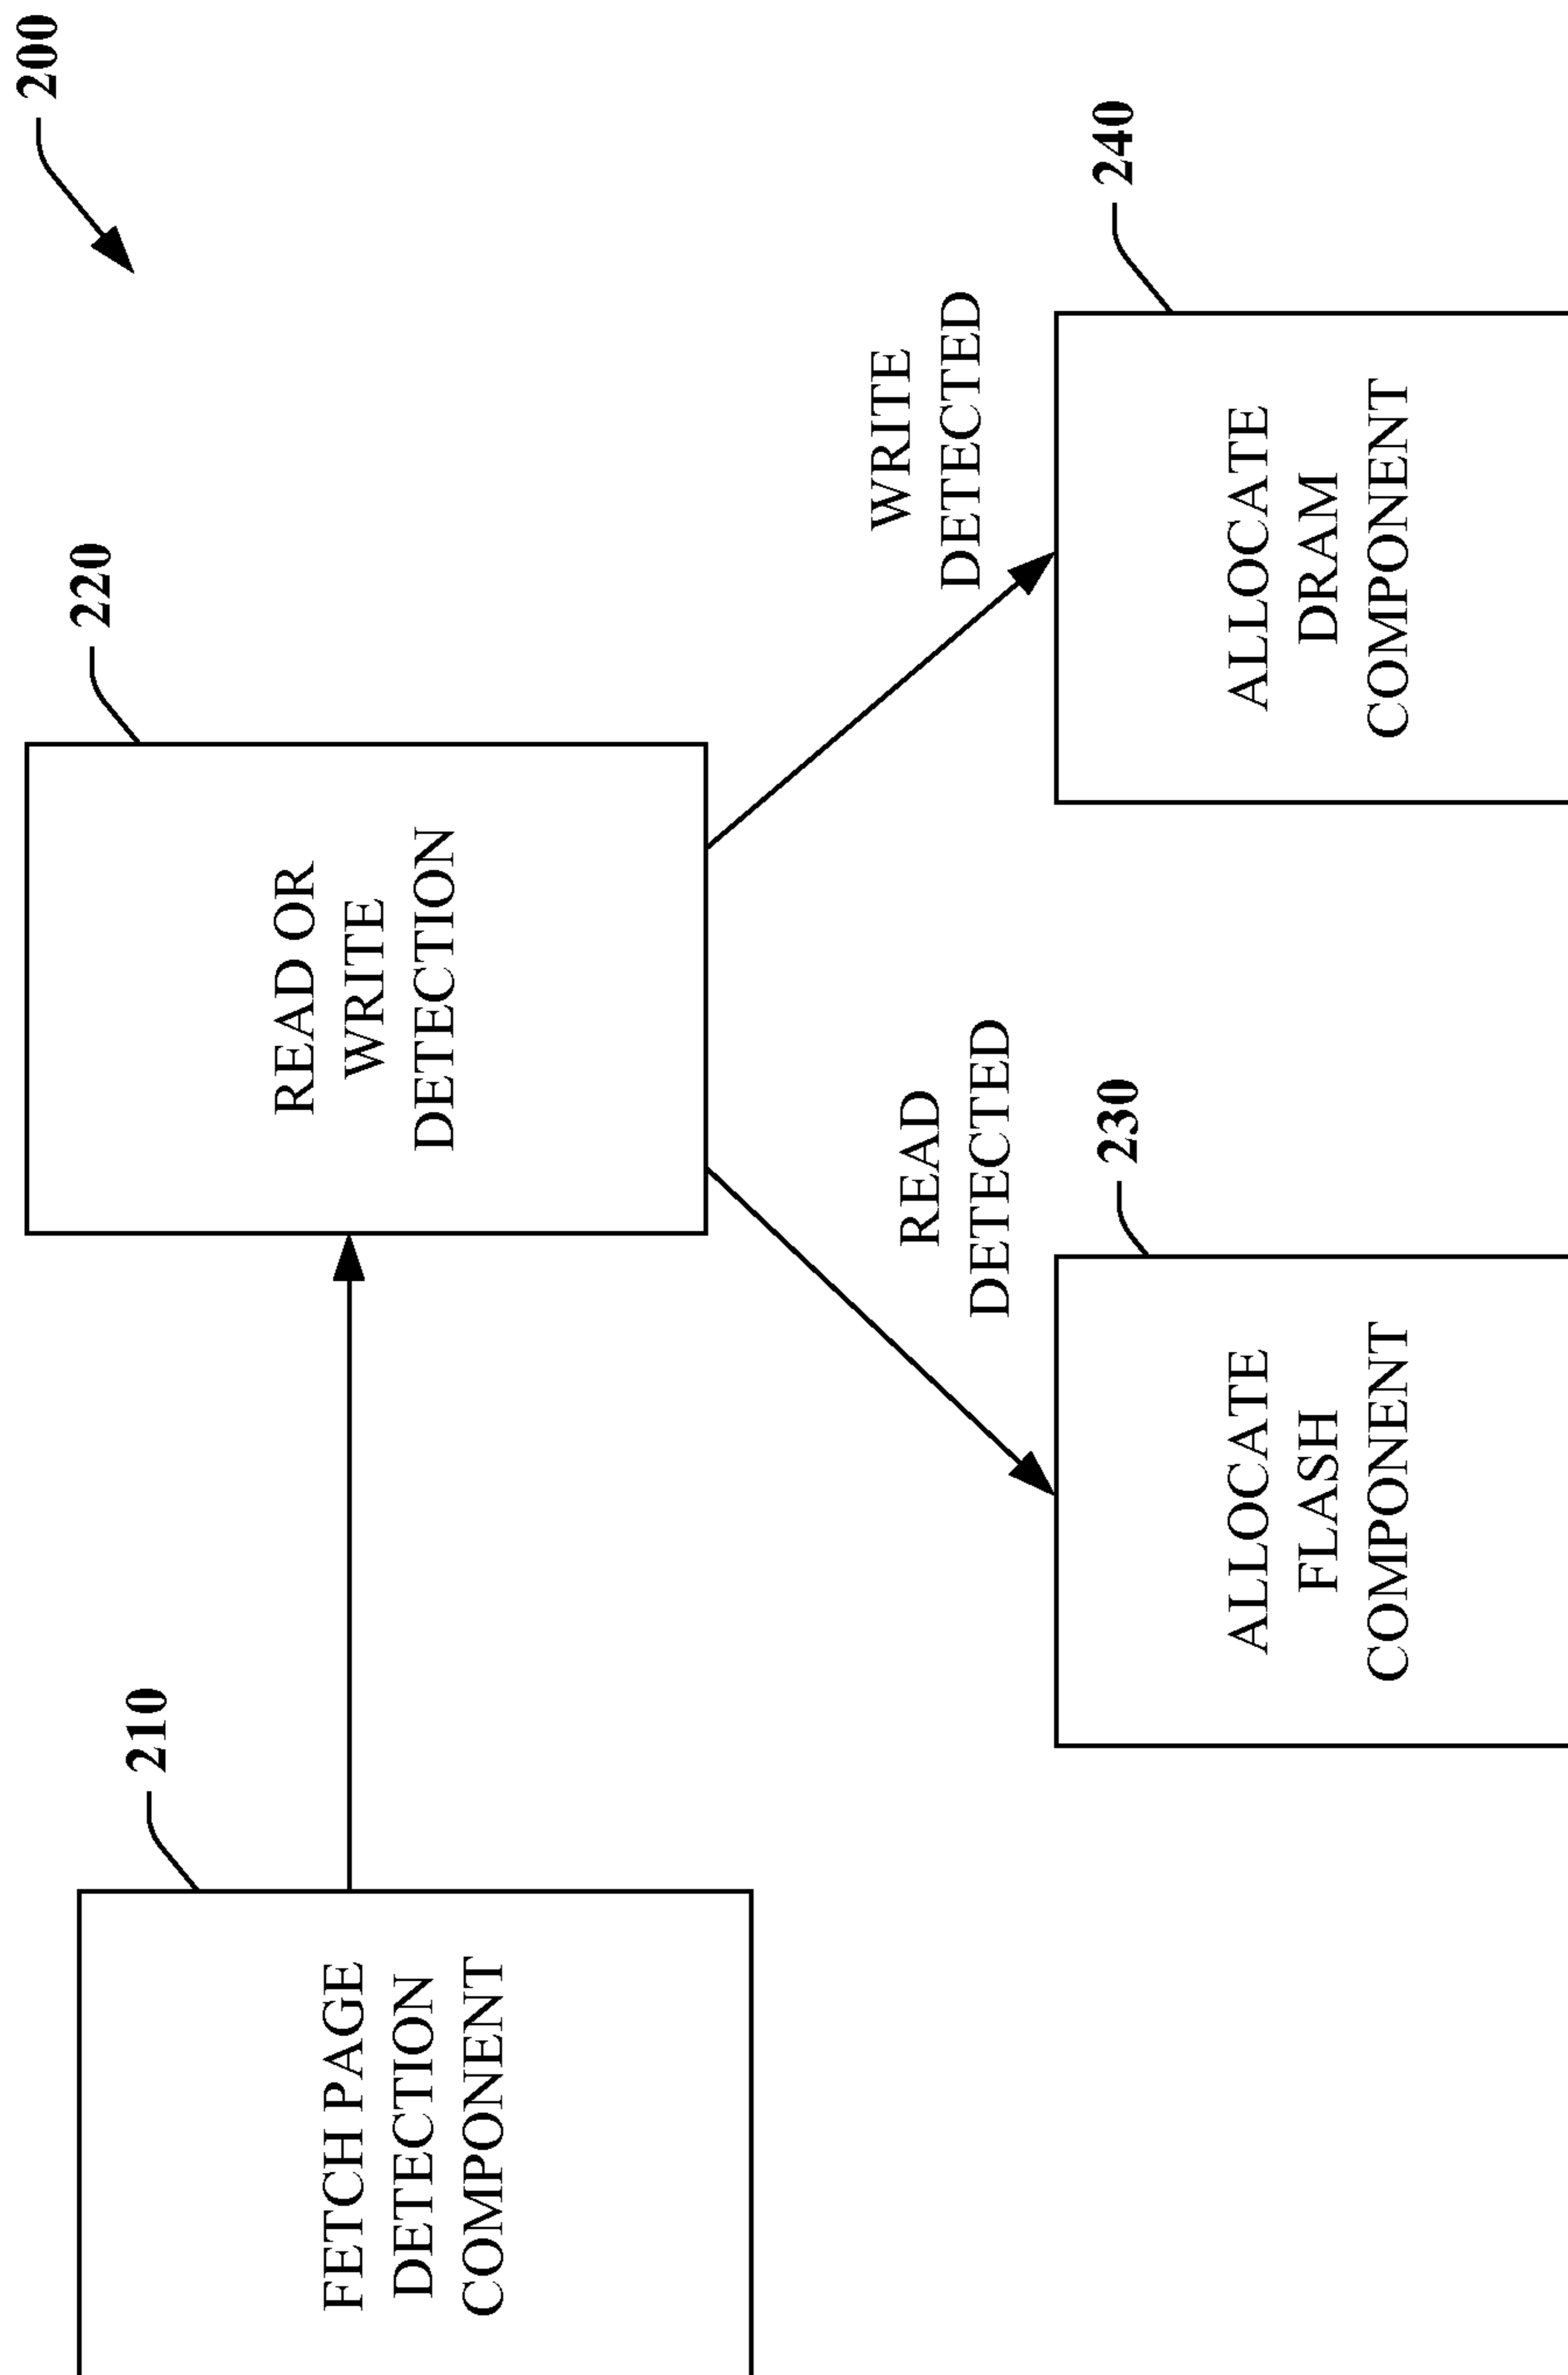 200
210
FETCH PAGE
DETECTION
COMPONENT
220
READ OR
WRITE
DETECTION
READ
DETECTED
WRITE
DETECTED
230
ALLOCATE
FLASH
COMPONENT
240
ALLOCATE
DRAM
COMPONENT